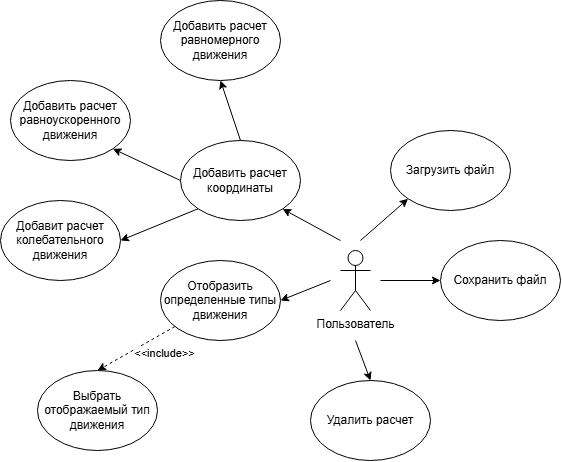 Добавить расчет
равномерного
движения
Добавить расчет
равноускоренного
движения
Добавить расчет
координаты
Загрузить файл
Добавит расчет
колебательного
движения
Отобразить
определенные типы
движения
Сохранить файл
Пользователь
<<include>>
Выбрать
отображаемый тип
движения
Удалить расчет